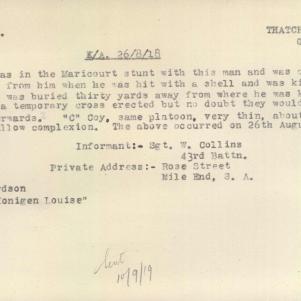 THATCH
K/A. 26/8/18
as in the Maricourt stunt with this man and was
from him when he was hit with a shell and was ki
was buried thirty yards away from where he was k
a temporary cross erected but no doubt they would
rwards. "C" Coy, same platoon, very thin, about
llow complexion. The above occurred on 26th Augu
Informant:- Sgt. W. Collins
43rd Battn.
Private Address:- Rose Street
Mile End, S. A.
rdson
onigen Louise"
10/9/19